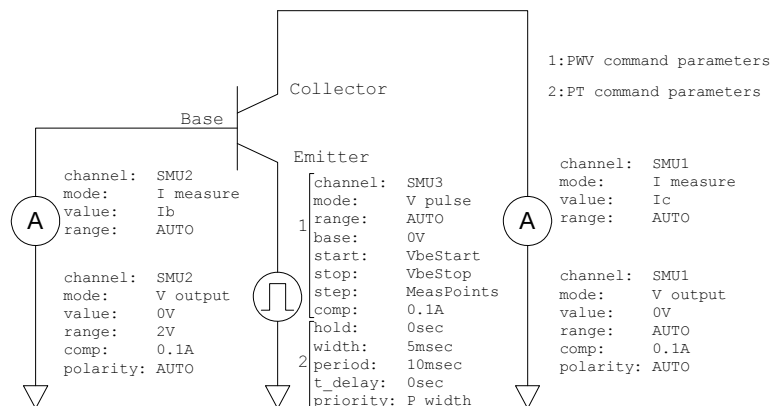 1:PWV command parameters
2:PT command parameters
Collector
Base
Emitter
channel: SMU2
mode: I measure
value: Ib
range: AUTO
A
channel: SMU2
mode: V output
value: 0V
range: 2V
comp: 0.1A
polarity: AUTO
1
channel: SMU3
mode: V pulse
range: AUTO
base: 0V
start: VbeStart
stop: VbeStop
step: MeasPoints
comp: 0.1A
2
hold: 0sec
width: 5msec
period: 10msec
t_delay: 0sec
priority: P width
channel: SMU1
mode: I measure
value: Ic
range: AUTO
A
channel: SMU1
mode: V output
value: 0V
range: AUTO
comp: 0.1A
polarity: AUTO